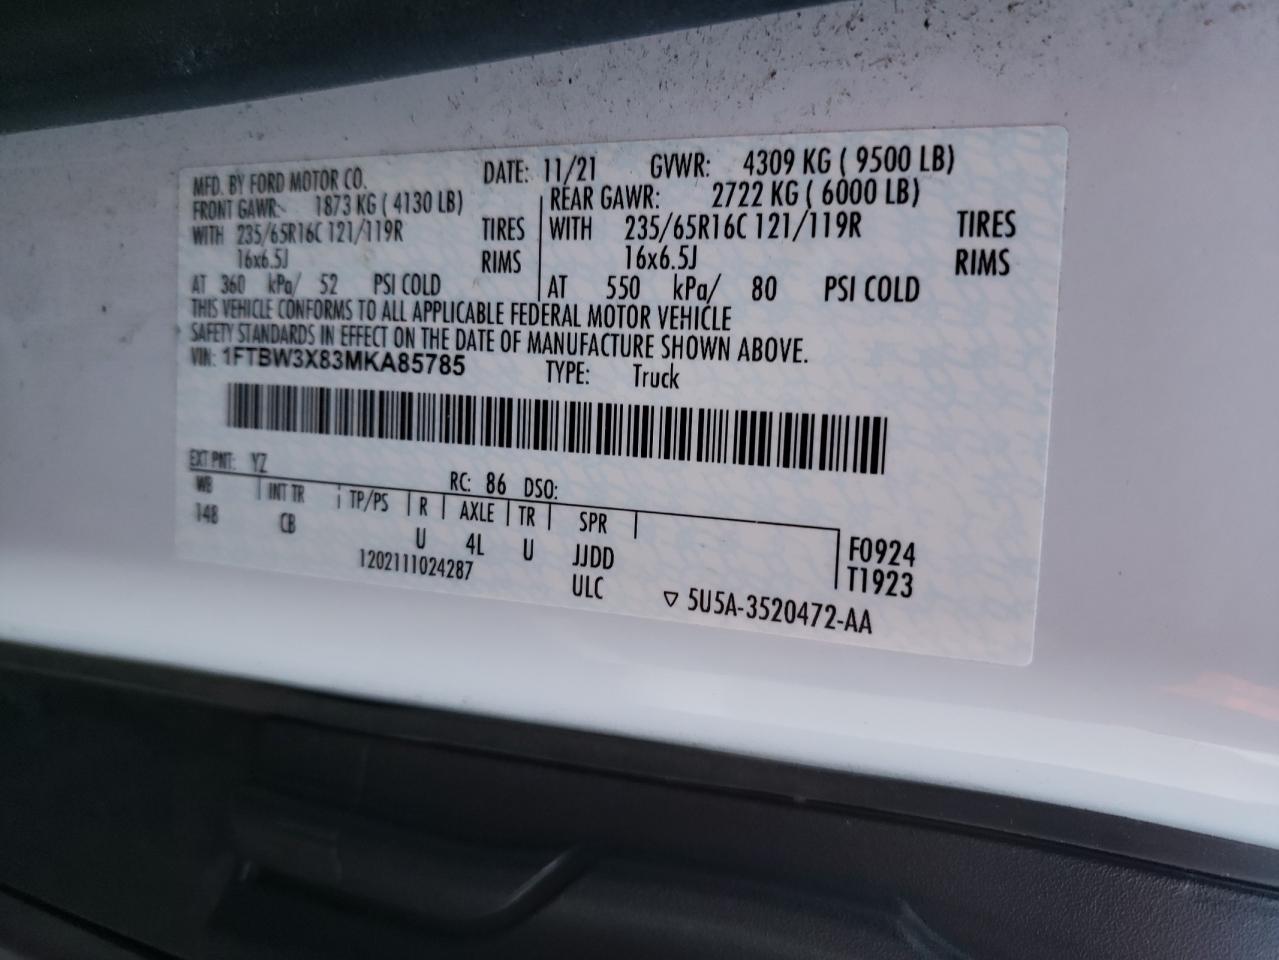 MFD. BY FORD MOTOR CO. DATE: 11/21 GVWR: 4309 KG ( 9500 LB)
FRONT GAWR: 1873 KG ( 4130 LB) REAR GAWR: 2722 KG ( 6000 LB)
WITH 235/65R16C 121/119R TIRES WITH 235/65R16C 121/119R TIRES
16x6.5J RIMS 16x6.5J RIMS
AT 360 kPa/ 52 PSI COLD AT 550 kPa/ 80 PSI COLD
THIS VEHICLE CONFORMS TO ALL APPLICABLE FEDERAL MOTOR VEHICLE
SAFETY STANDARDS IN EFFECT ON THE DATE OF MANUFACTURE SHOWN ABOVE.
VIN: 1FTBW3X83MKA85785 TYPE: Truck
EXT PNT: YZ RC: 86 DSO:
WB INT TR TP/PS R AXLE TR SPR
148 CB U 4L U JJDD F0924
1202111024287 ULC T1923
▽ 5U5A-3520472-AA